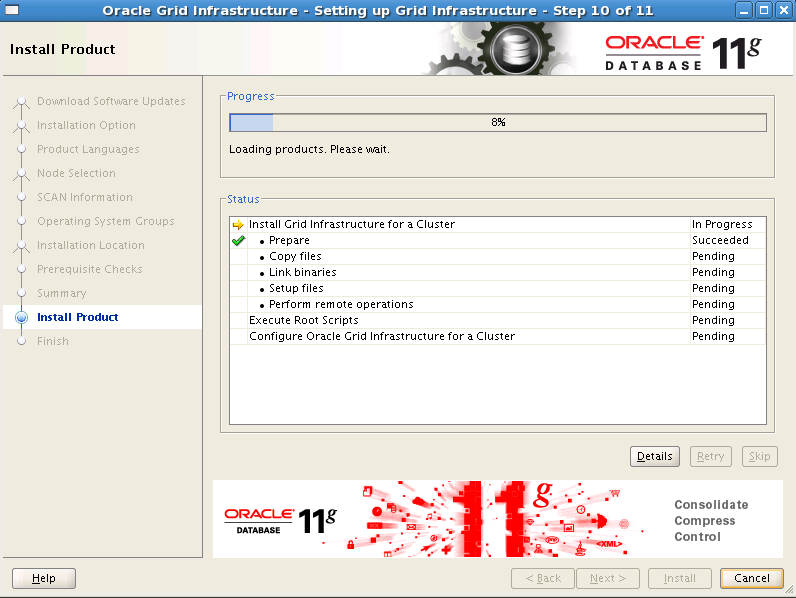 Oracle Grid Infrastructure - Setting up Grid Infrastructure - Step 10 of 11
Install Product
ORACLE
DATABASE
11g
Download Software Updates
Installation Option
Product Languages
Node Selection
SCAN Information
Operating System Groups
Installation Location
Prerequisite Checks
Summary
Install Product
Finish
Progress
8%
Loading products. Please wait.
Status
Install Grid Infrastructure for a Cluster In Progress
• Prepare Succeeded
• Copy files Pending
• Link binaries Pending
• Setup files Pending
• Perform remote operations Pending
Execute Root Scripts Pending
Configure Oracle Grid Infrastructure for a Cluster Pending
Details Retry Skip
ORACLE
DATABASE
11g
11g
<XML>
Consolidate
Compress
Control
Help < Back Next > Install Cancel